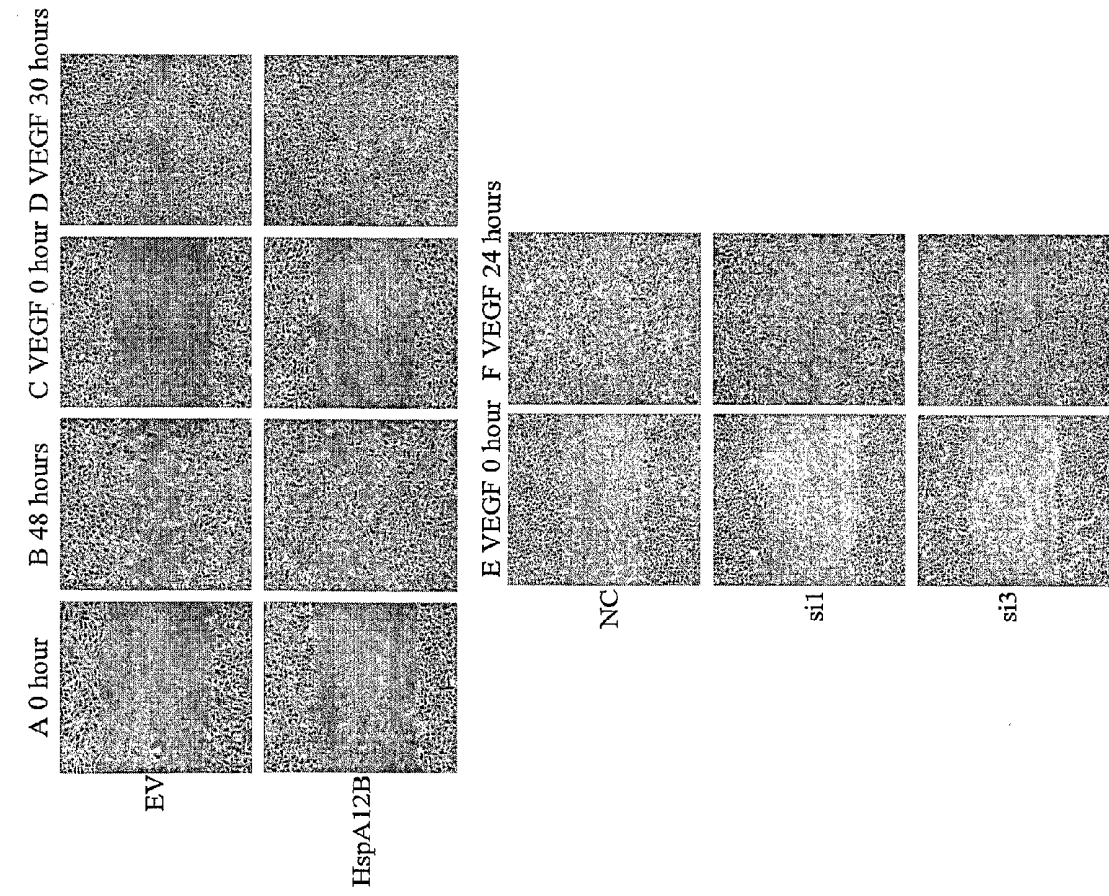 A 0 hour B 48 hours C VEGF 0 hour D VEGF 30 hours
EV
HspA12B
E VEGF 0 hour F VEGF 24 hours
NC
si1
si3